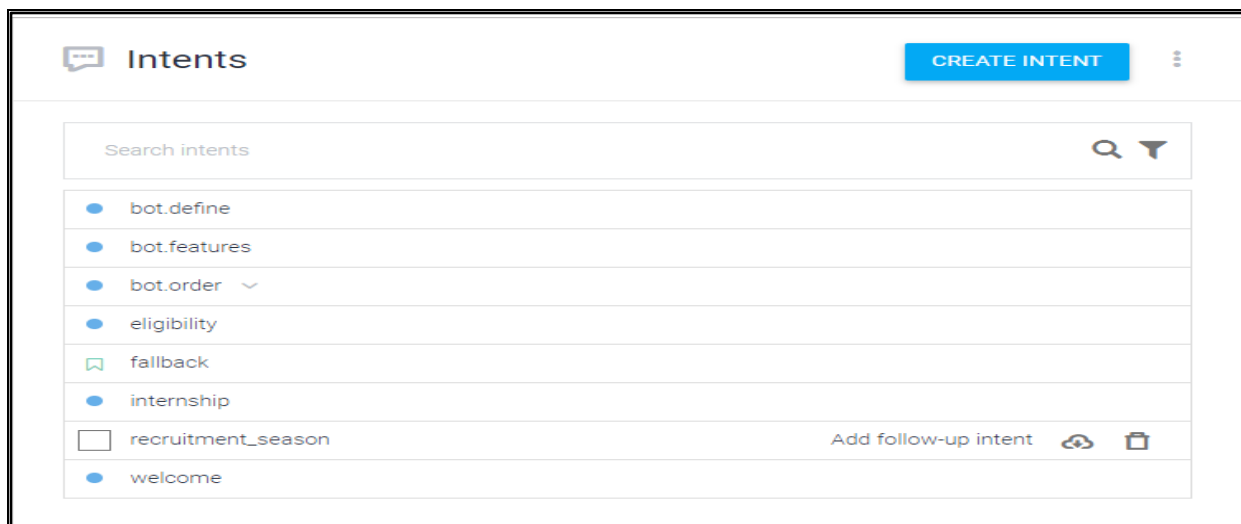 Intents
CREATE INTENT
Search intents
bot.define
bot.features
bot.order
eligibility
fallback
internship
recruitment_season Add follow-up intent
welcome